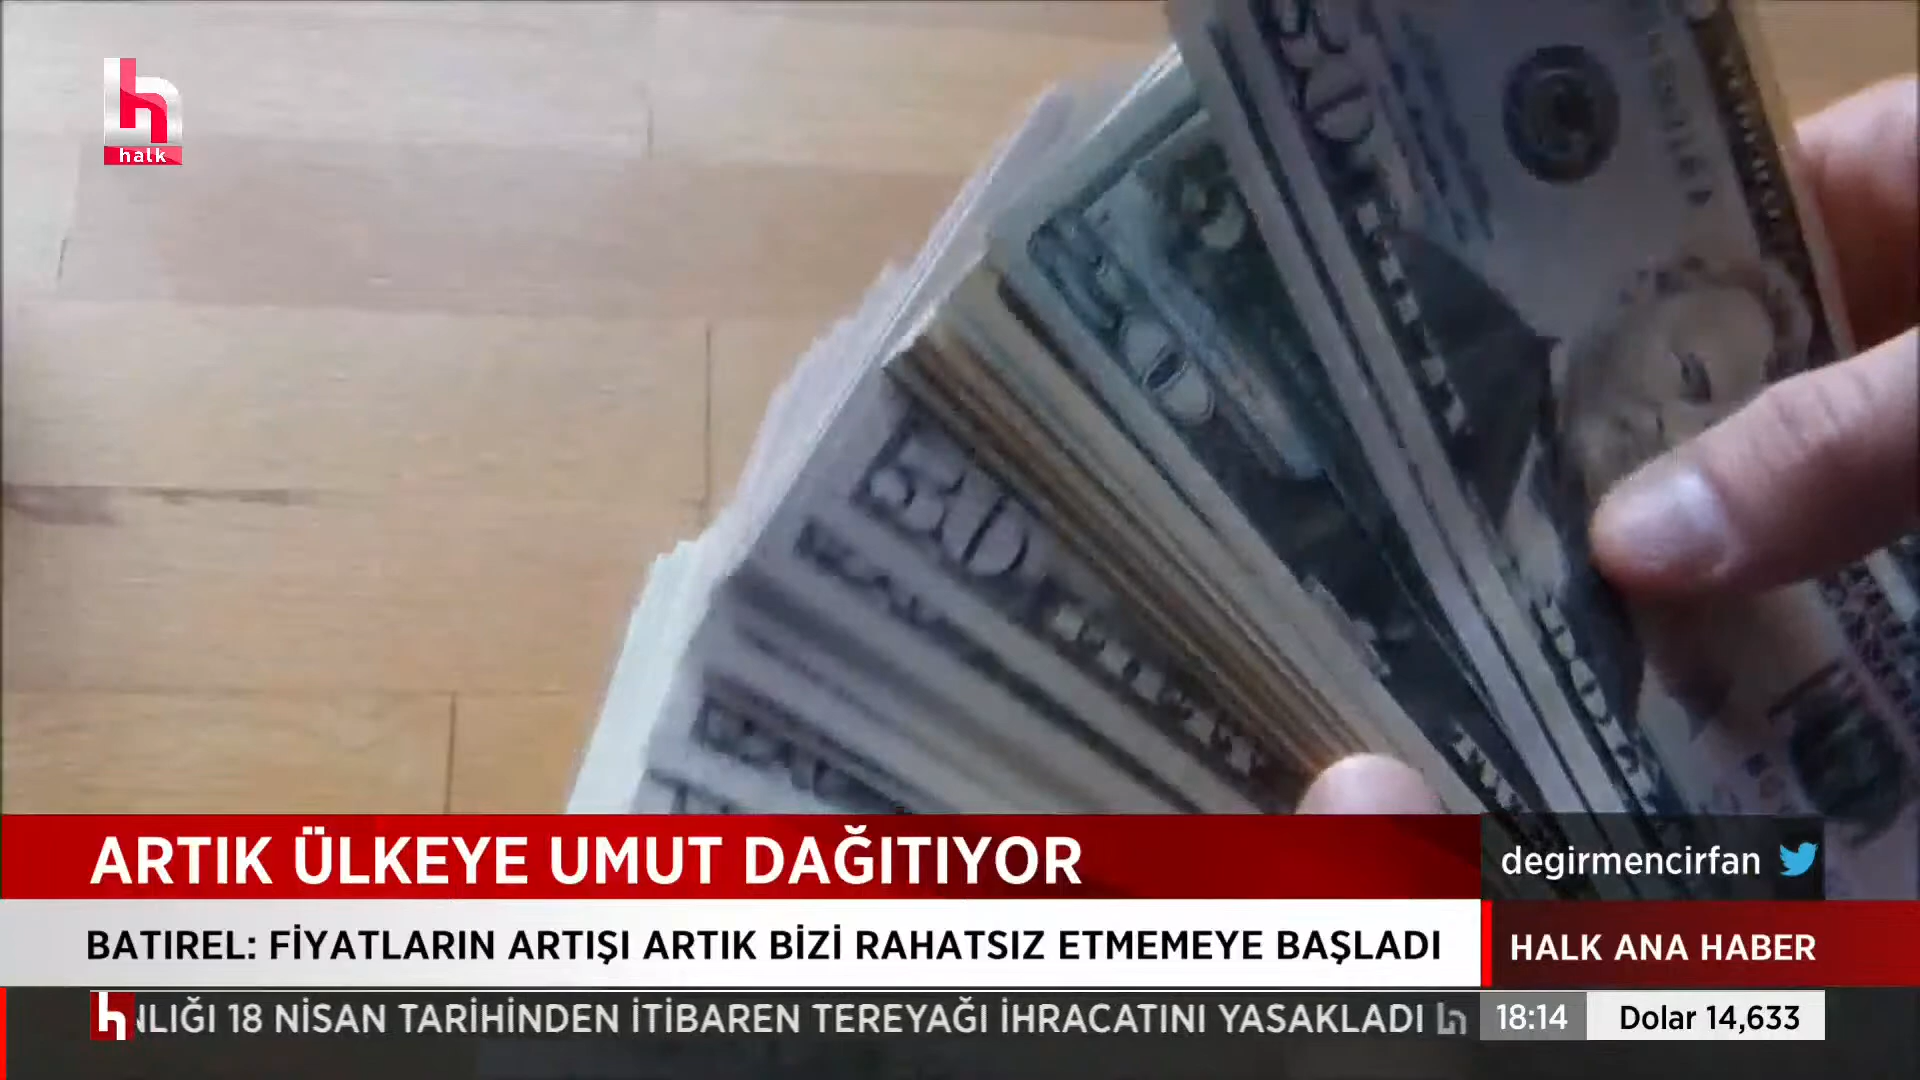 halk
50
ARTIK ÜLKEYE UMUT DAĞITIYOR
degirmencirfan
BATIREL: FİYATLARIN ARTIŞI ARTIK BİZİ RAHATSIZ ETMEMEYE BAŞLADI
HALK ANA HABER
NLIĞI 18 NİSAN TARİHİNDEN İTİBAREN TEREYAĞI İHRACATINI YASAKLADI
18:14
Dolar 14,633